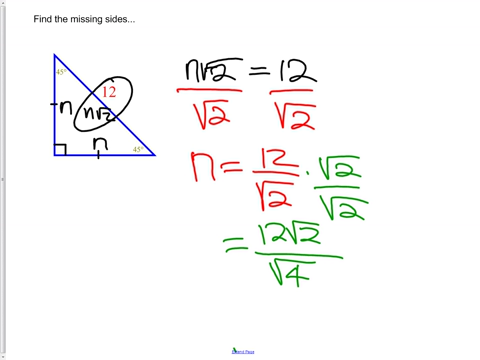 Find the missing sides...
45°
12
n
n√2
n
45°
n√2 = 12
√2 √2
n = 12/√2 · √2/√2
= 12√2/√4